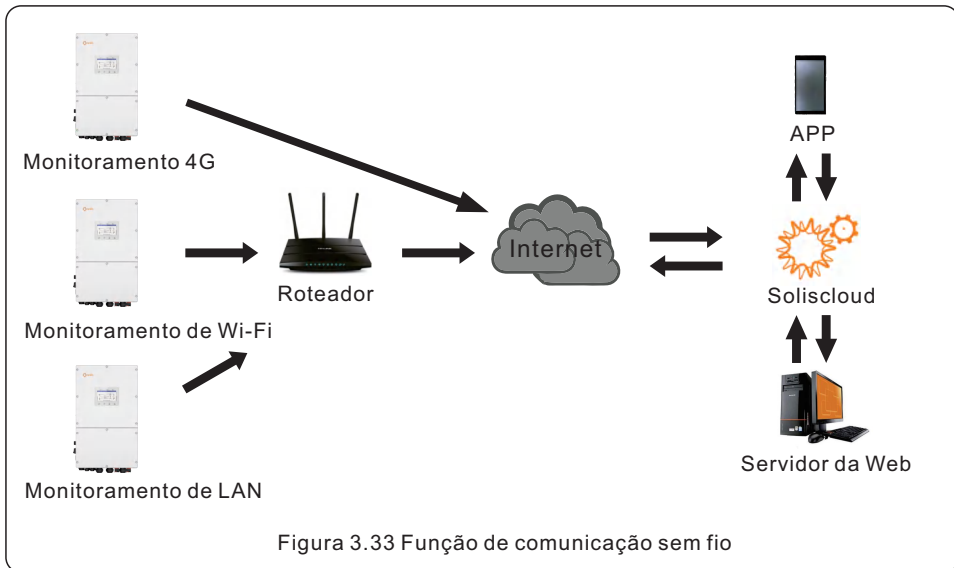 Monitoramento 4G
APP
Internet
Roteador
Soliscloud
Monitoramento de Wi-Fi
Servidor da Web
Monitoramento de LAN
Figura 3.33 Função de comunicação sem fio